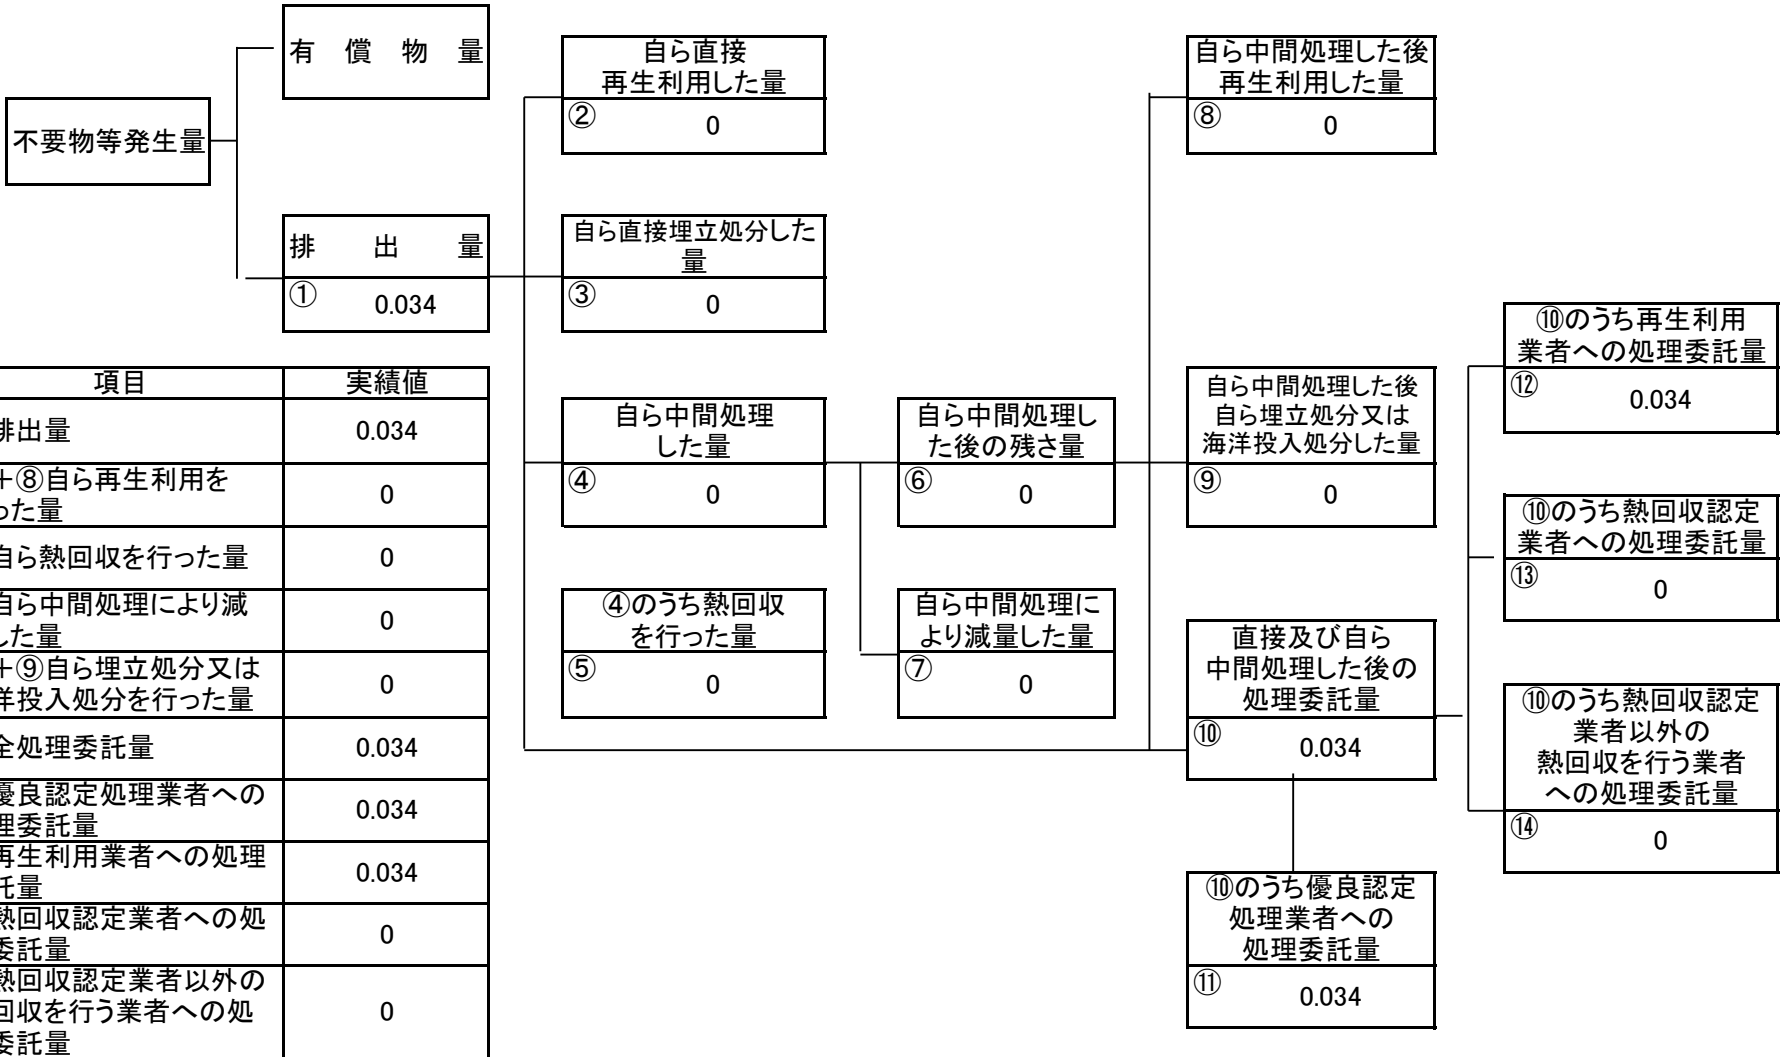 有 償 物 量
不要物等発生量
排 出 量
①
0.034
自ら直接
再生利用した量
②
0
自ら直接埋立処分した
量
③
0
自ら中間処理
した量
④
0
④のうち熱回収
を行った量
⑤
0
自ら中間処理し
た後の残さ量
⑥
0
自ら中間処理に
より減量した量
⑦
0
自ら中間処理した後
再生利用した量
⑧
0
自ら中間処理した後
自ら埋立処分又は
海洋投入処分した量
⑨
0
直接及び自ら
中間処理した後の
処理委託量
⑩
0.034
⑩のうち優良認定
処理業者への
処理委託量
⑪
0.034
⑩のうち再生利用
業者への処理委託量
⑫
0.034
⑩のうち熱回収認定
業者への処理委託量
⑬
0
⑩のうち熱回収認定
業者以外の
熱回収を行う業者
への処理委託量
⑭
0
項目 実績値
排出量 0.034
+⑧自ら再生利用を
った量
0
自ら熱回収を行った量 0
自ら中間処理により減
した量
0
+⑨自ら埋立処分又は
洋投入処分を行った量
0
全処理委託量 0.034
優良認定処理業者への
理委託量
0.034
再生利用業者への処理
託量
0.034
熱回収認定業者への処
委託量
0
熱回収認定業者以外の
回収を行う業者への処
委託量
0